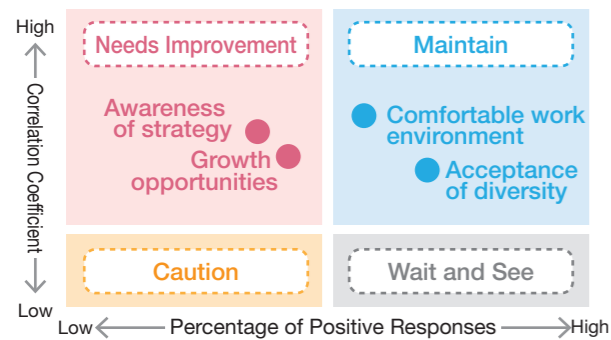 High
Correlation Coefficient
Low
Needs Improvement
Awareness
of strategy
Growth
opportunities
Maintain
Comfortable work
environment
Acceptance
of diversity
Caution
Wait and See
Low
Percentage of Positive Responses
High